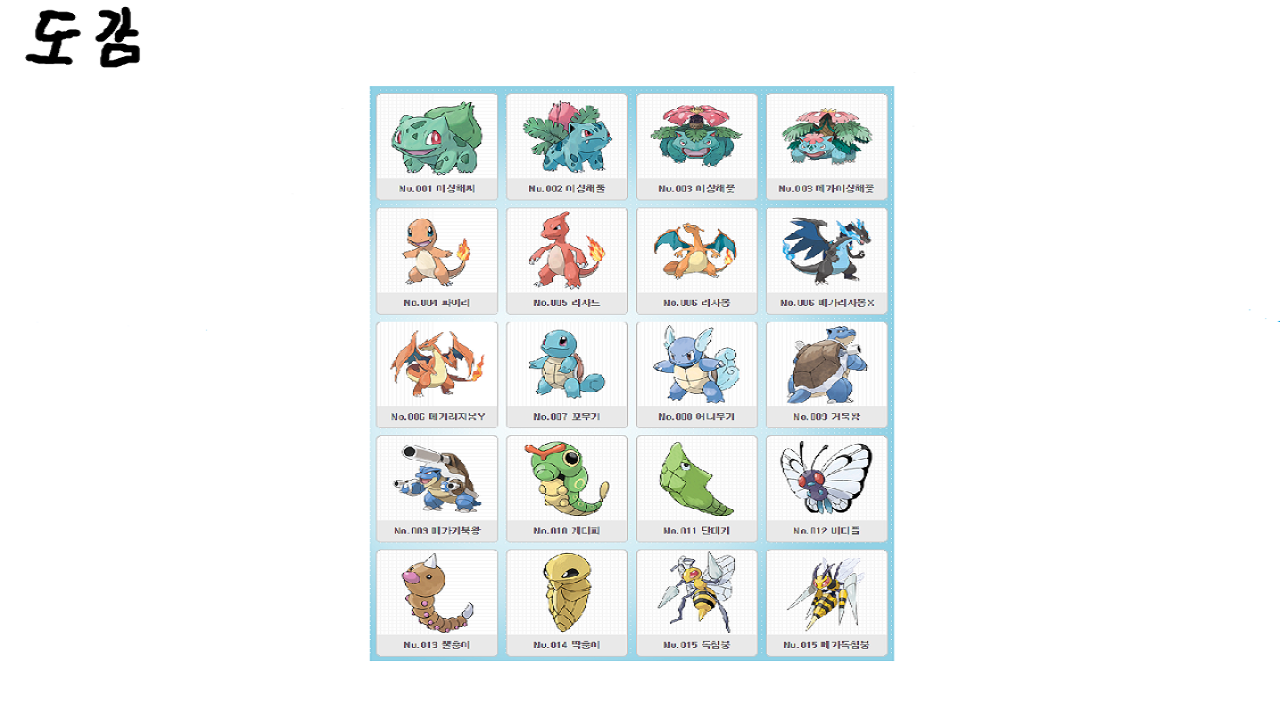 도감
No.001 이상해씨
No.002 이상해풀
No.003 이상해꽃
No.003 메가이상해꽃
No.004 파이리
No.005 리자드
No.006 리자몽
No.006 메가리자몽X
No.006 메가리자몽Y
No.007 꼬부기
No.008 어니부기
No.009 거북왕
No.009 메가거북왕
No.010 캐터피
No.011 단데기
No.012 버터플
No.013 뿔충이
No.014 딱충이
No.015 독침붕
No.015 메가독침붕